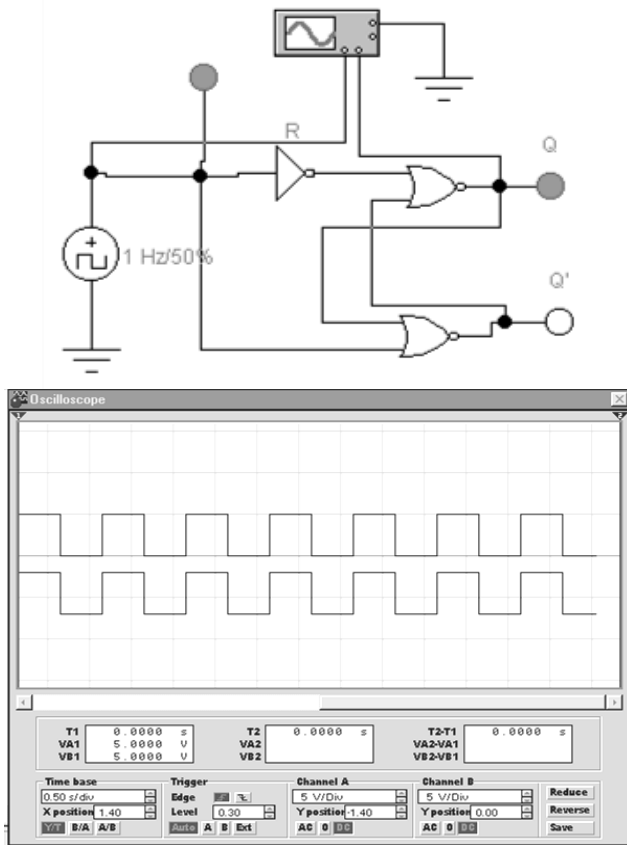 R
Q
1 Hz/50%
Q'
Oscilloscope
1 2
T1 0.0000 s T2 0.0000 s T2-T1 0.0000 s
VA1 5.0000 V VA2 VA2-VA1
VB1 5.0000 V VB2 VB2-VB1
Time base Trigger Channel A Channel B
0.50 s/div Edge 5 V/Div 5 V/Div Reduce
X position 1.40 Level 0.30 Y position -1.40 Y position 0.00 Reverse
Y/T B/A A/B Auto A B Ext AC 0 DC AC 0 DC Save